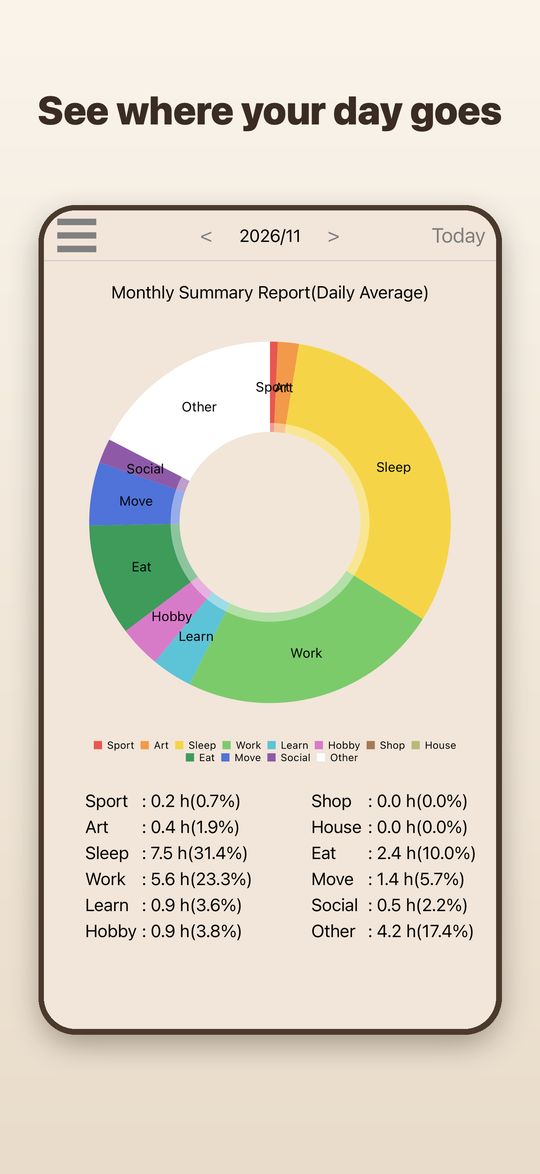 See where your day goes
< 2026/11 > Today
Monthly Summary Report(Daily Average)
Sport Art
Other
Sleep
Social
Move
Eat
Hobby
Learn
Work
Sport Art Sleep Work Learn Hobby Shop House
Eat Move Social Other
Sport : 0.2 h(0.7%) Shop : 0.0 h(0.0%)
Art : 0.4 h(1.9%) House : 0.0 h(0.0%)
Sleep : 7.5 h(31.4%) Eat : 2.4 h(10.0%)
Work : 5.6 h(23.3%) Move : 1.4 h(5.7%)
Learn : 0.9 h(3.6%) Social : 0.5 h(2.2%)
Hobby : 0.9 h(3.8%) Other : 4.2 h(17.4%)